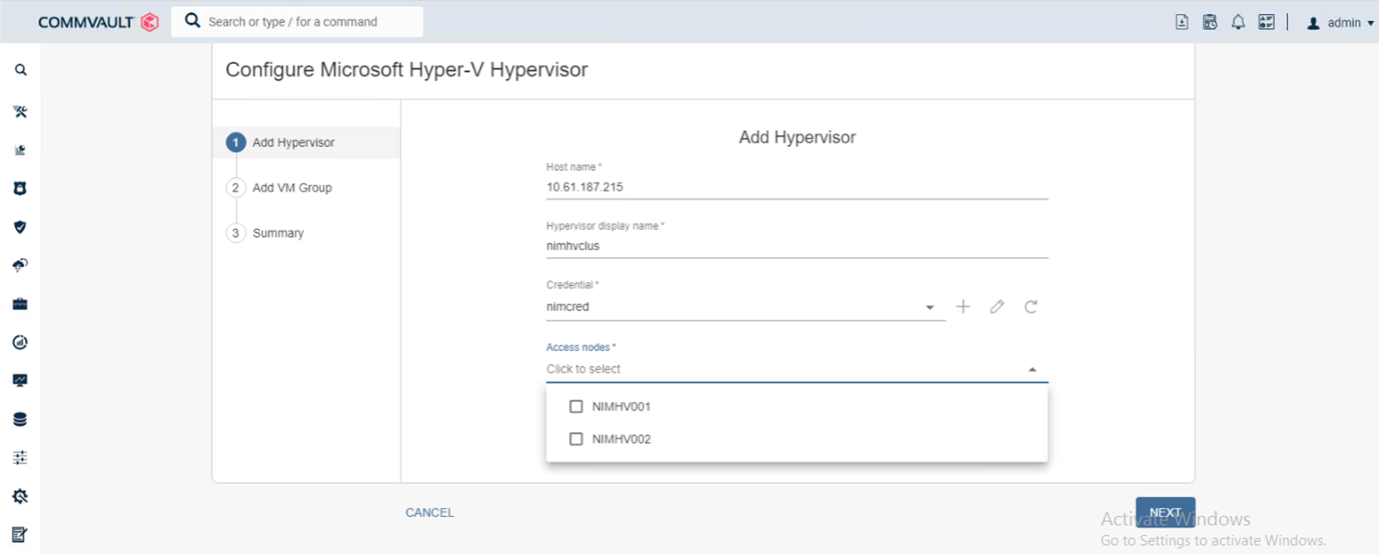 COMMVAULT
Search or type / for a command
admin
Configure Microsoft Hyper-V Hypervisor
1 Add Hypervisor
2 Add VM Group
3 Summary
Add Hypervisor
Host name *
10.61.187.215
Hypervisor display name *
nimhvclus
Credential *
nimcred
Access nodes *
Click to select
NIMHV001
NIMHV002
CANCEL
NEXT
Activate Windows
Go to Settings to activate Windows.